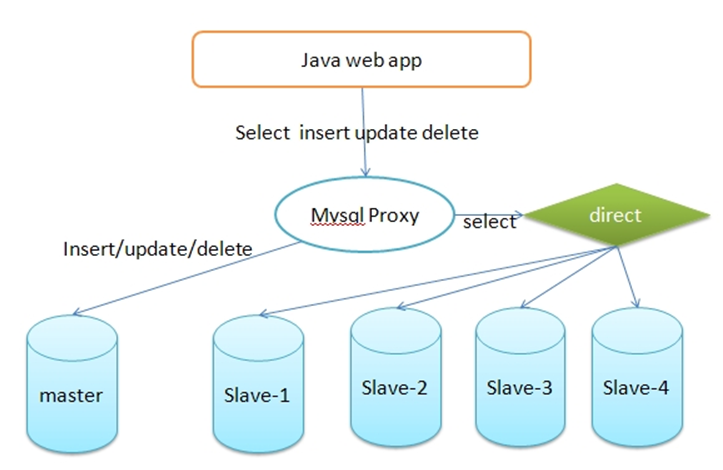 Java web app
Select insert update delete
Mysql Proxy
select
direct
Insert/update/delete
master
Slave-1
Slave-2
Slave-3
Slave-4